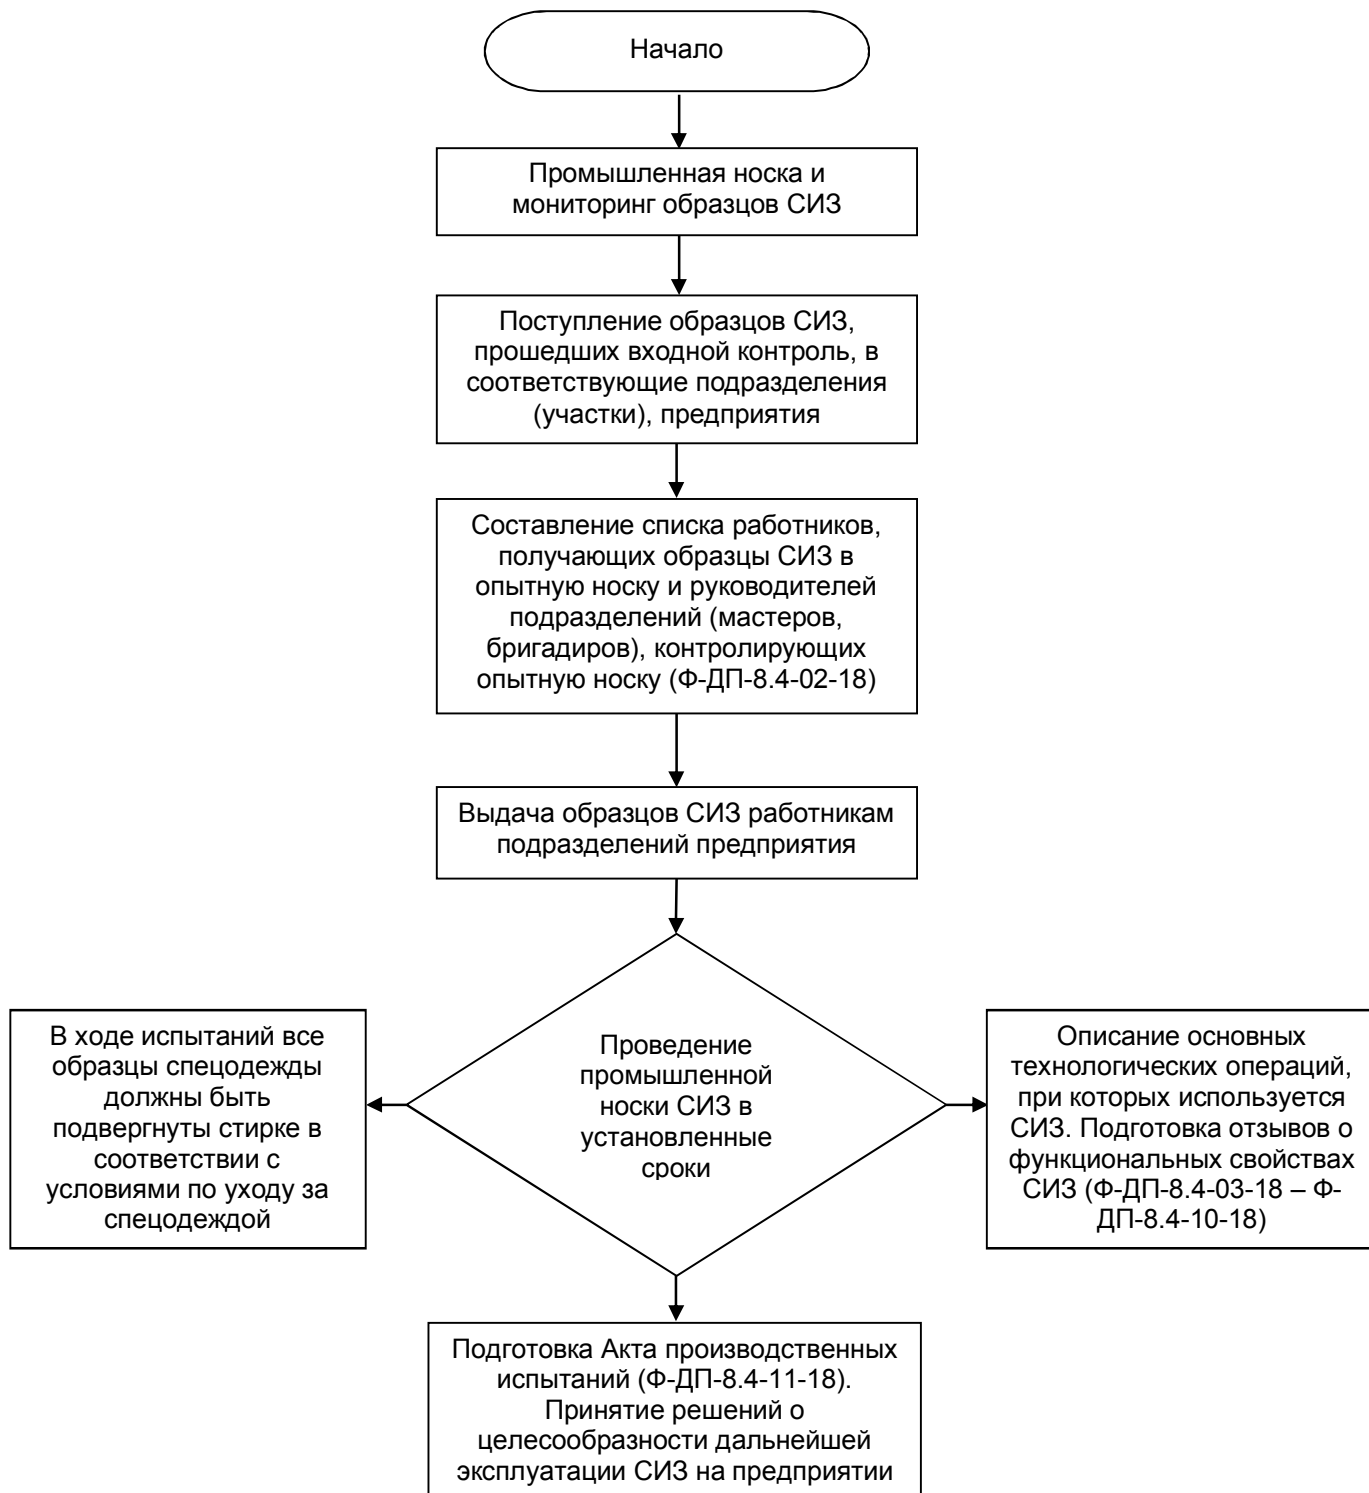 Начало
Промышленная носка и
мониторинг образцов СИЗ
Поступление образцов СИЗ,
прошедших входной контроль, в
соответствующие подразделения
(участки), предприятия
Составление списка работников,
получающих образцы СИЗ в
опытную носку и руководителей
подразделений (мастеров,
бригадиров), контролирующих
опытную носку (Ф-ДП-8.4-02-18)
Выдача образцов СИЗ работникам
подразделений предприятия
В ходе испытаний все
образцы спецодежды
должны быть
подвергнуты стирке в
соответствии с
условиями по уходу за
спецодеждой
Проведение
промышленной
носки СИЗ в
установленные
сроки
Описание основных
технологических операций,
при которых используется
СИЗ. Подготовка отзывов о
функциональных свойствах
СИЗ (Ф-ДП-8.4-03-18 – Ф-
ДП-8.4-10-18)
Подготовка Акта производственных
испытаний (Ф-ДП-8.4-11-18).
Принятие решений о
целесообразности дальнейшей
эксплуатации СИЗ на предприятии